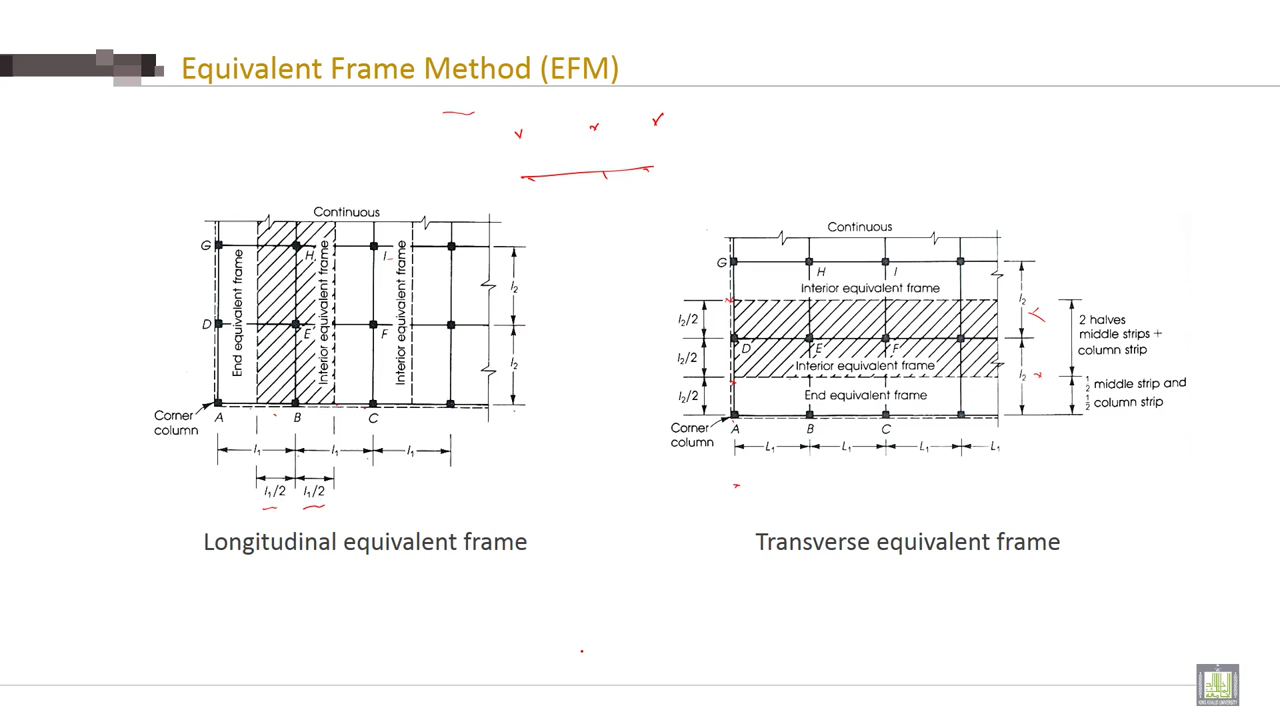 Equivalent Frame Method (EFM)
Continuous
G
H
I
D
E
F
End equivalent frame
Interior equivalent frame
Interior equivalent frame
l₂
l₂
Corner
column
A
B
C
l₁
l₁
l₁
l₁/2
l₁/2
Longitudinal equivalent frame
Continuous
G
H
I
Interior equivalent frame
l₂/2
l₂/2
l₂/2
D
E
F
Interior equivalent frame
End equivalent frame
l₂
l₂
2 halves
middle strips +
column strip
½ middle strip and
½ column strip
Corner
column
A
B
C
L₁
L₁
L₁
L₁
Transverse equivalent frame
KING KHALID UNIVERSITY